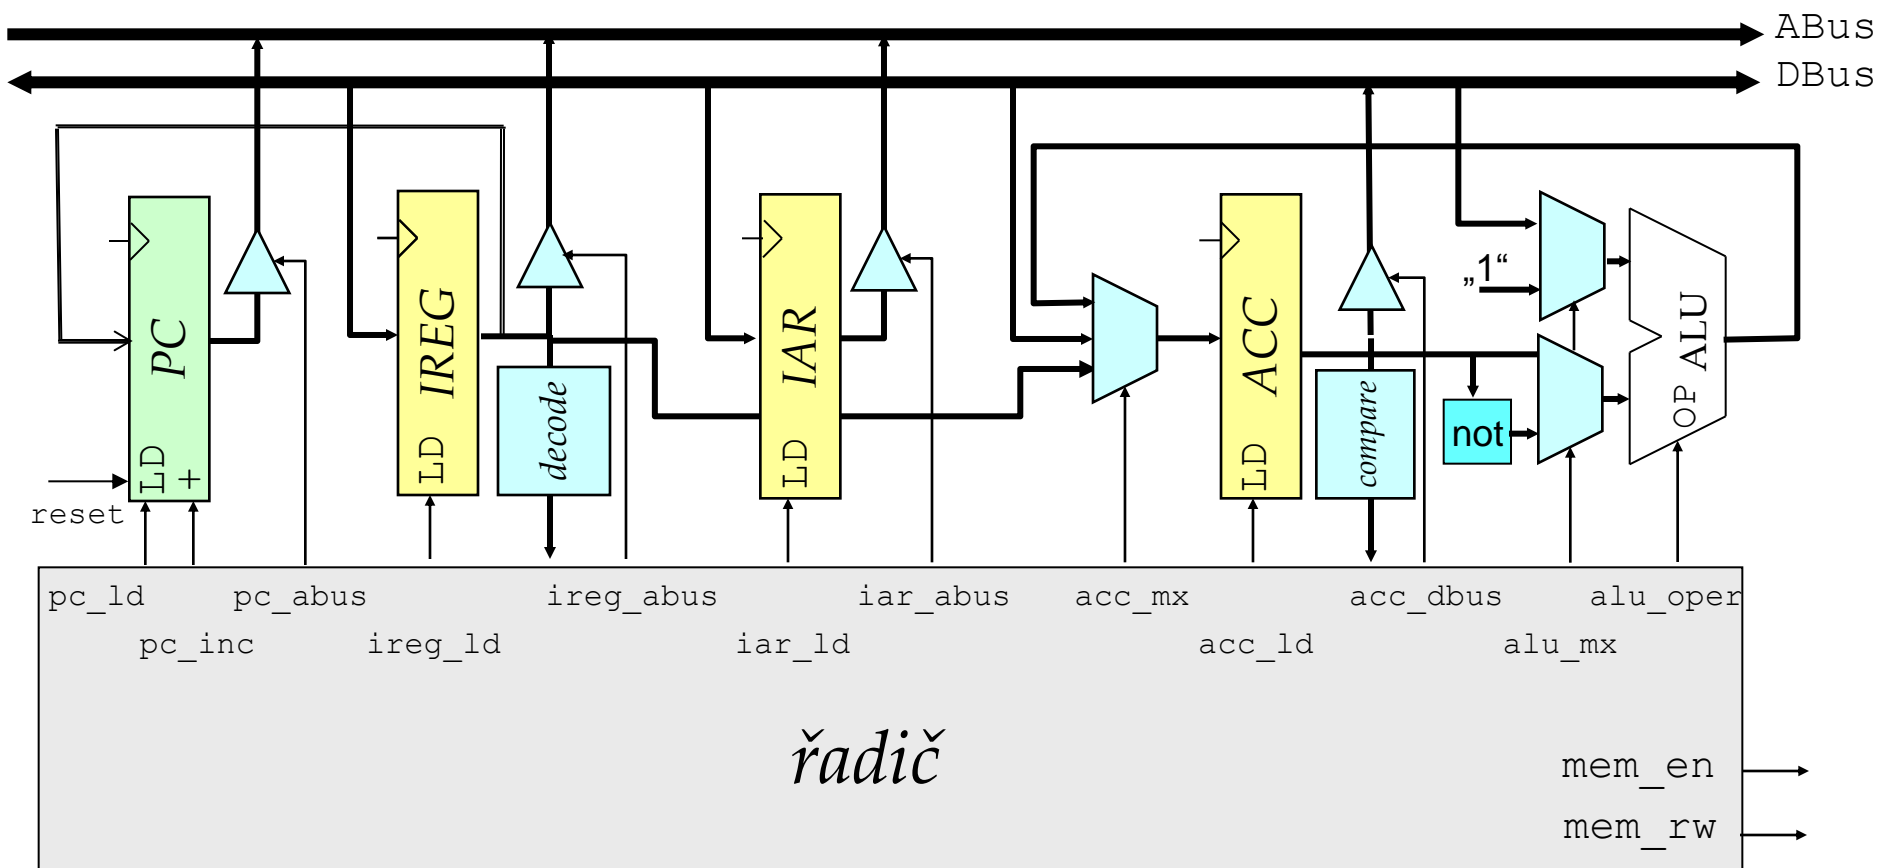 ABus
DBus
„1“
PC
LD
+
reset
IREG
LD
decode
IAR
LD
ACC
LD
compare
not
ALU
OP
pc_ld
pc_abus
ireg_abus
iar_abus
acc_mx
acc_dbus
alu_oper
pc_inc
ireg_ld
iar_ld
acc_ld
alu_mx
řadič
mem_en
mem_rw